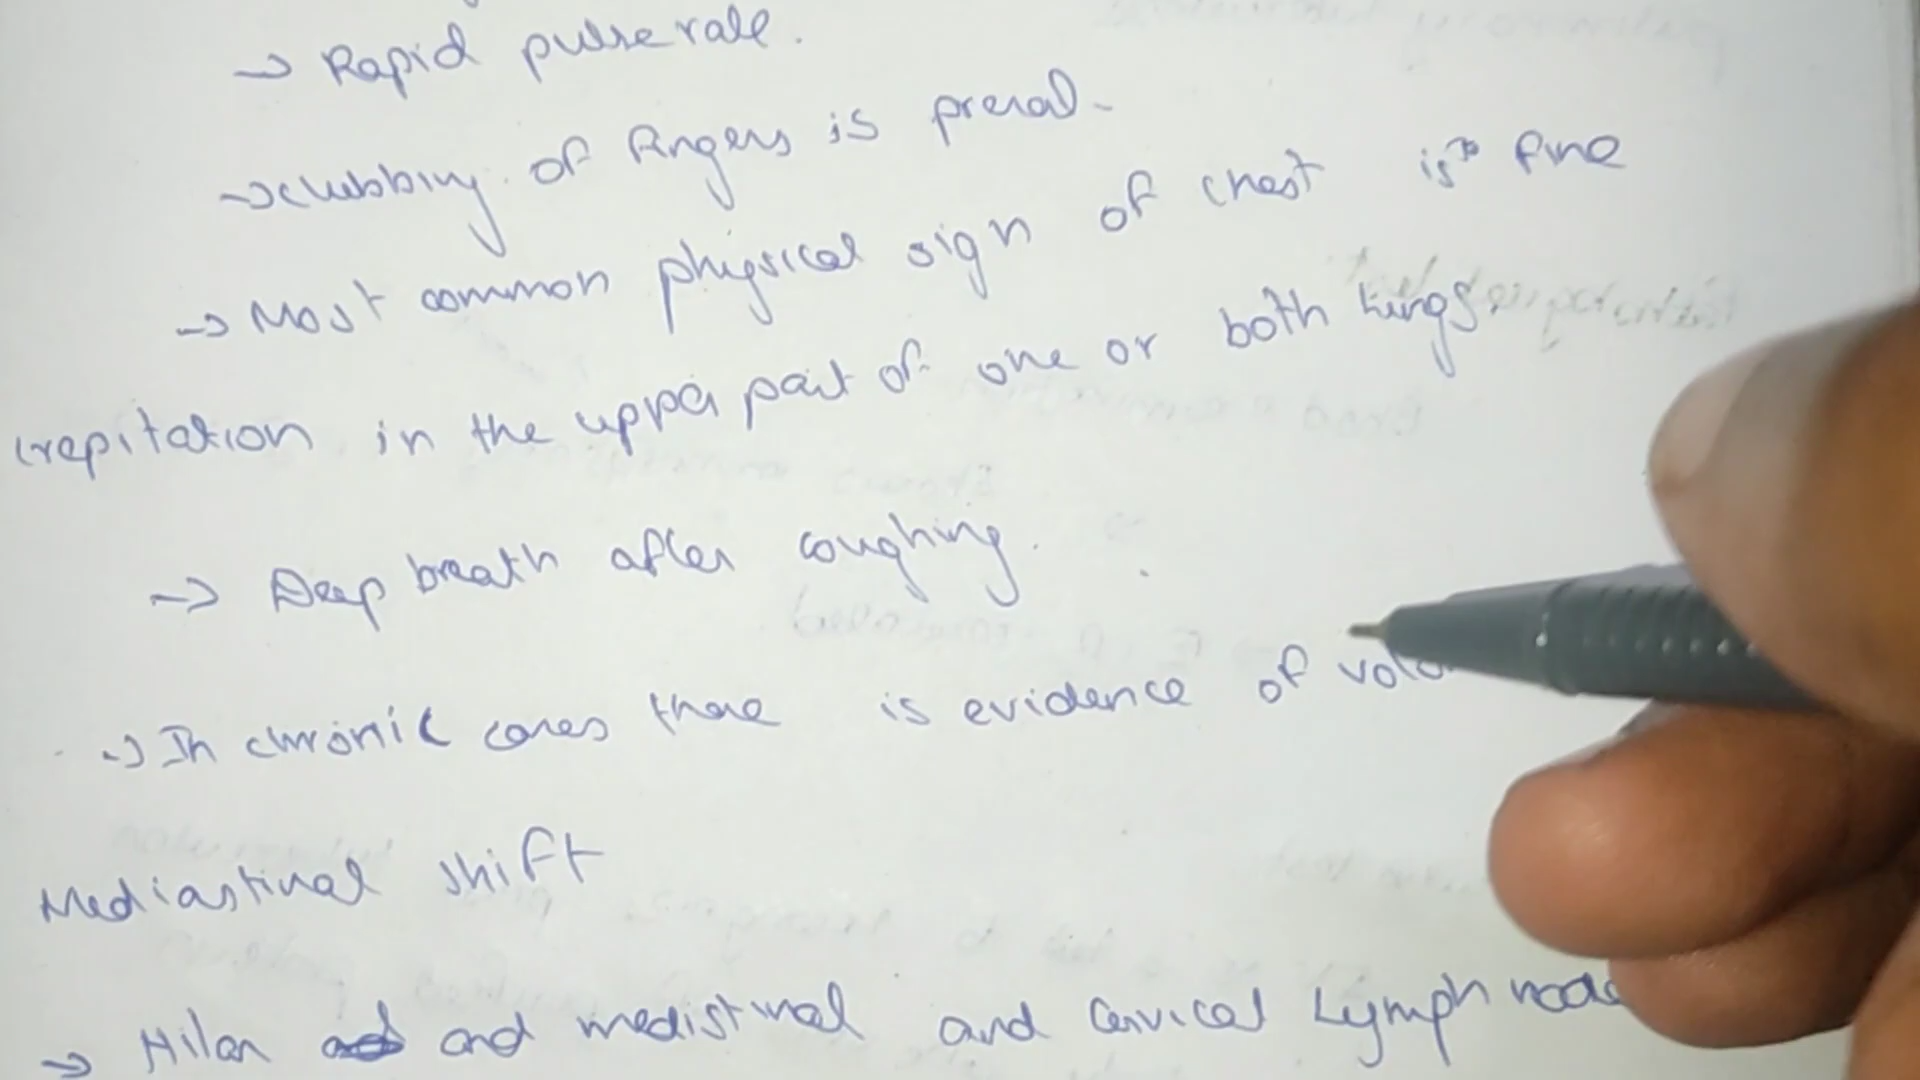 → Rapid pulse rate.
→ clubbing of fingers is present
→ Most common physical sign of chest is fine
crepitation in the upper part of one or both lungs
→ Deep breath after coughing.
→ In chronic cases there is evidence of
Mediastinal shift
→ Hilar and medistinal and Cervical Lymph node